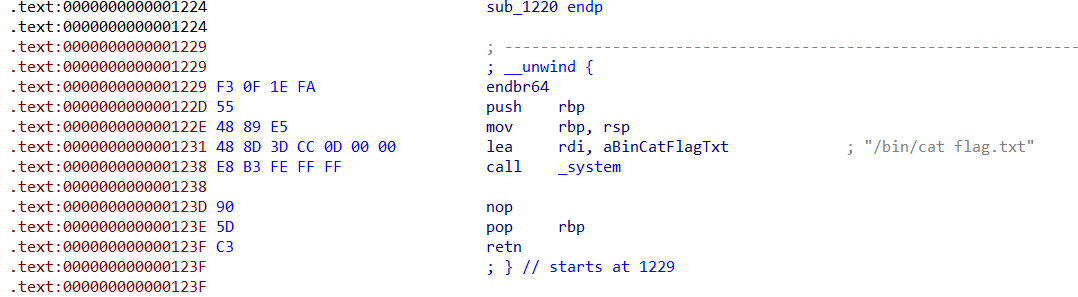 .text:0000000000001224 sub_1220 endp
.text:0000000000001224
.text:0000000000001229 ; ---------------------------------------------------------------------------
.text:0000000000001229 ; __unwind {
.text:0000000000001229 F3 0F 1E FA endbr64
.text:000000000000122D 55 push rbp
.text:000000000000122E 48 89 E5 mov rbp, rsp
.text:0000000000001231 48 8D 3D CC 0D 00 00 lea rdi, aBinCatFlagTxt ; "/bin/cat flag.txt"
.text:0000000000001238 E8 B3 FE FF FF call _system
.text:0000000000001238
.text:000000000000123D 90 nop
.text:000000000000123E 5D pop rbp
.text:000000000000123F C3 retn
.text:000000000000123F ; } // starts at 1229
.text:000000000000123F